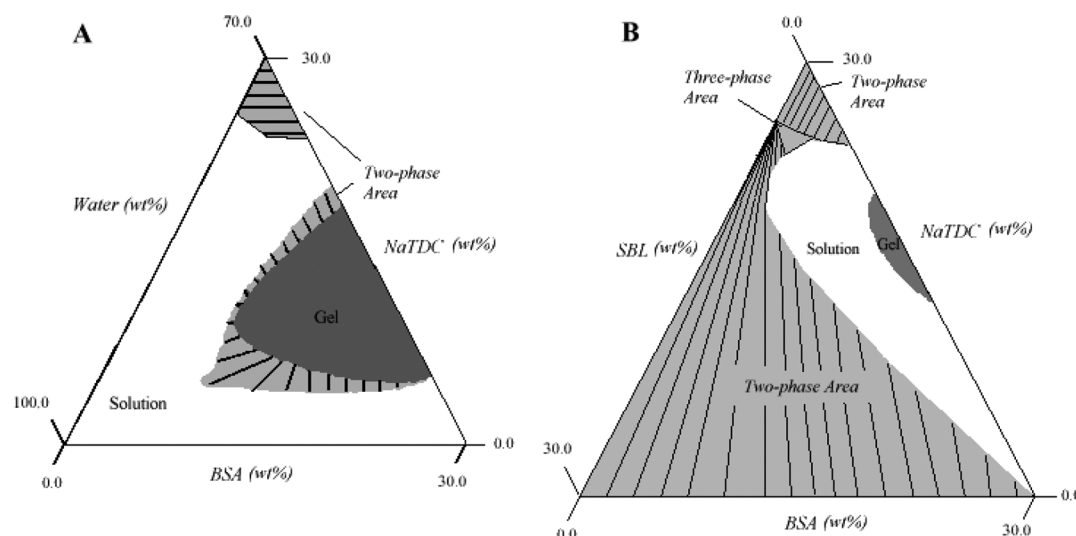 A
70.0
30.0
Water (wt%)
Two-phase
Area
NaTDC (wt%)
Gel
Solution
100.0
0.0
0.0
BSA (wt%)
30.0
B
0.0
30.0
Three-phase
Area
Two-phase
Area
SBL (wt%)
Solution
Gel
NaTDC (wt%)
Two-phase Area
30.0
0.0
0.0
BSA (wt%)
30.0